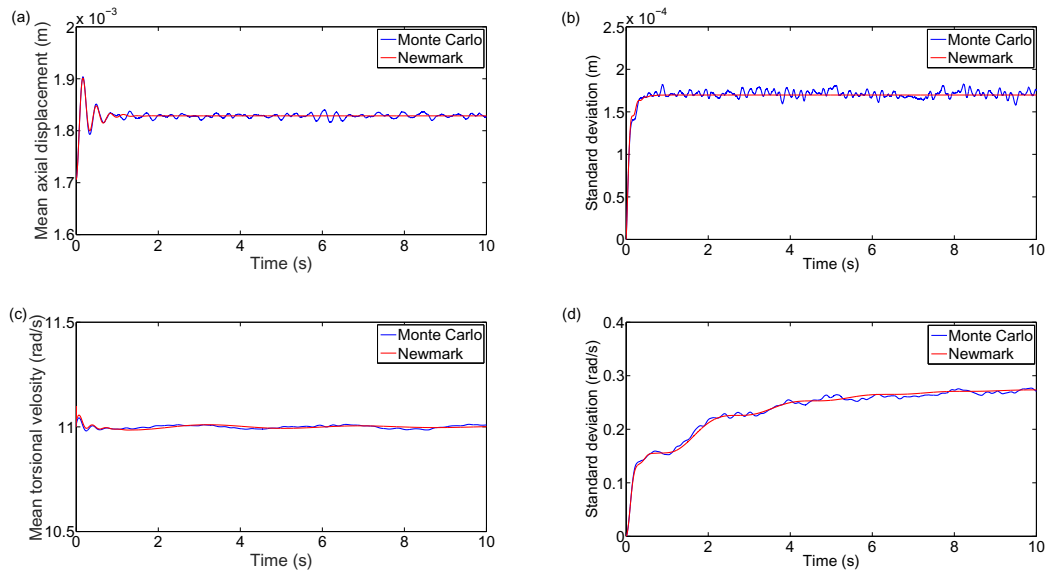 (a)
x 10⁻³
Mean axial displacement (m)
2
1.9
1.8
1.7
1.6
0 2 4 6 8 10
Time (s)
Monte Carlo
Newmark
(b)
x 10⁻⁴
Standard deviation (m)
2.5
2
1.5
1
0.5
0
0 2 4 6 8 10
Time (s)
Monte Carlo
Newmark
(c)
Mean torsional velosity (rad/s)
11.5
11
10.5
0 2 4 6 8 10
Time (s)
Monte Carlo
Newmark
(d)
Standard deviation (rad/s)
0.4
0.3
0.2
0.1
0
0 2 4 6 8 10
Time (s)
Monte Carlo
Newmark